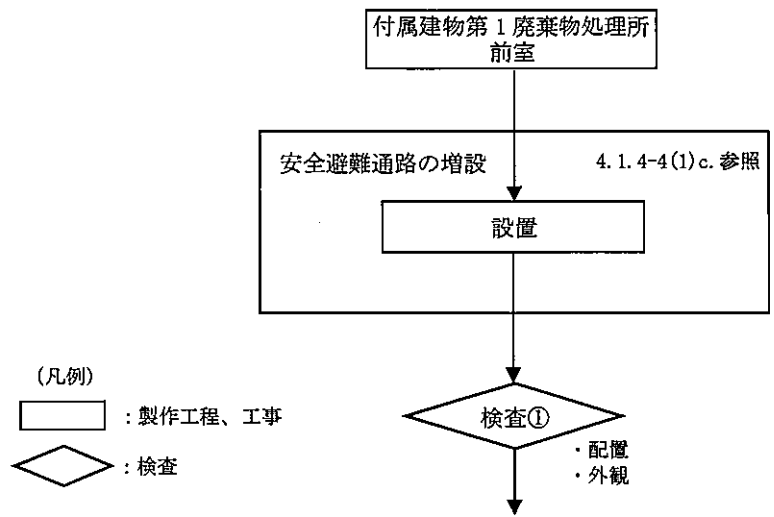 付属建物第1廃棄物処理所
前室
安全避難通路の増設
4.1.4-4(1)c.参照
設置
検査①
・配置
・外観
(凡例)
：製作工程、工事
：検査